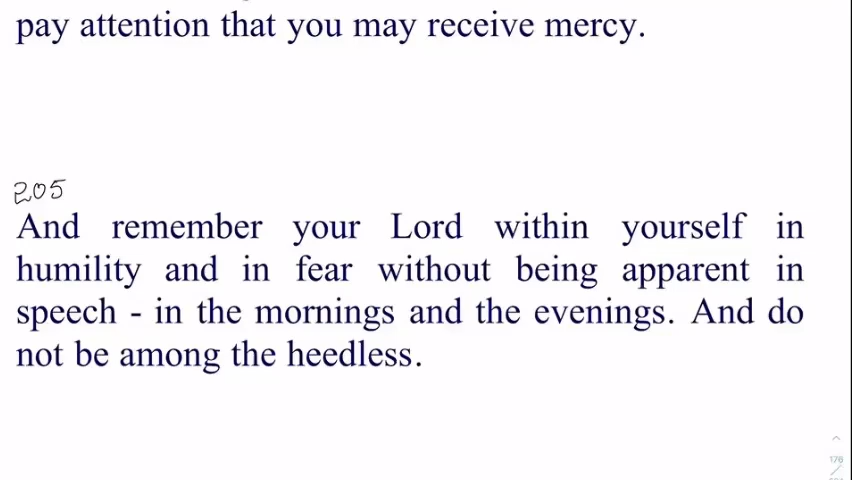 pay attention that you may receive mercy.
205
And remember your Lord within yourself in
humility and in fear without being apparent in
speech - in the mornings and the evenings. And do
not be among the heedless.
176